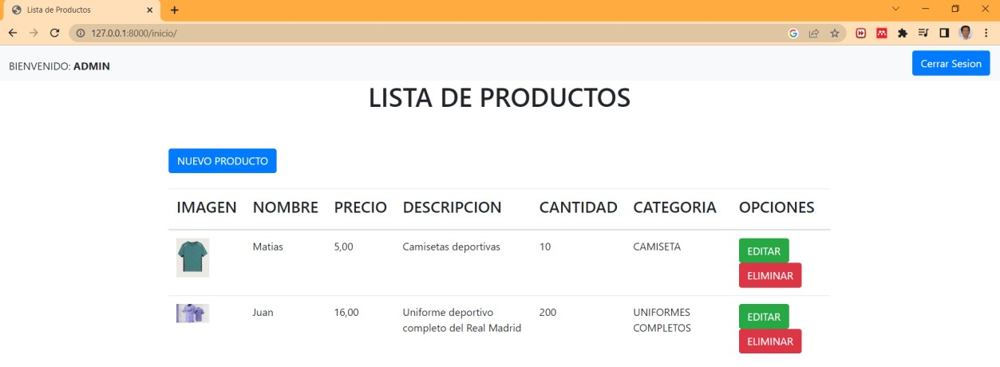 Lista de Productos
127.0.0.1:8000/inicio/
BIENVENIDO: ADMIN
Cerrar Sesion
LISTA DE PRODUCTOS
NUEVO PRODUCTO
IMAGEN NOMBRE PRECIO DESCRIPCION CANTIDAD CATEGORIA OPCIONES
Matias 5,00 Camisetas deportivas 10 CAMISETA EDITAR
ELIMINAR
Juan 16,00 Uniforme deportivo 200 UNIFORMES EDITAR
completo del Real Madrid COMPLETOS
ELIMINAR